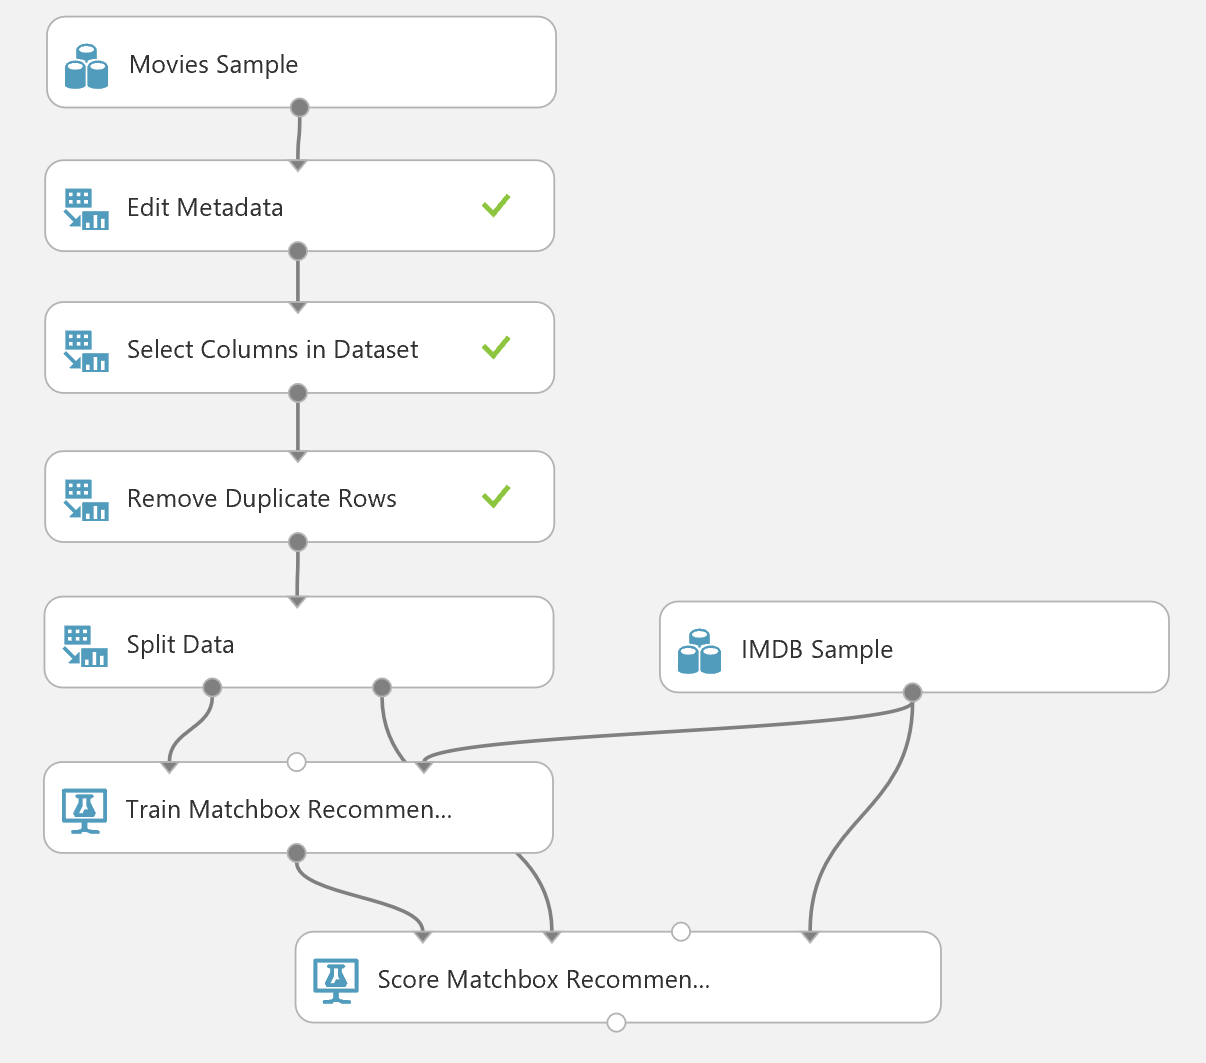 Movies Sample
Edit Metadata
Select Columns in Dataset
Remove Duplicate Rows
Split Data
IMDB Sample
Train Matchbox Recommen...
Score Matchbox Recommen...